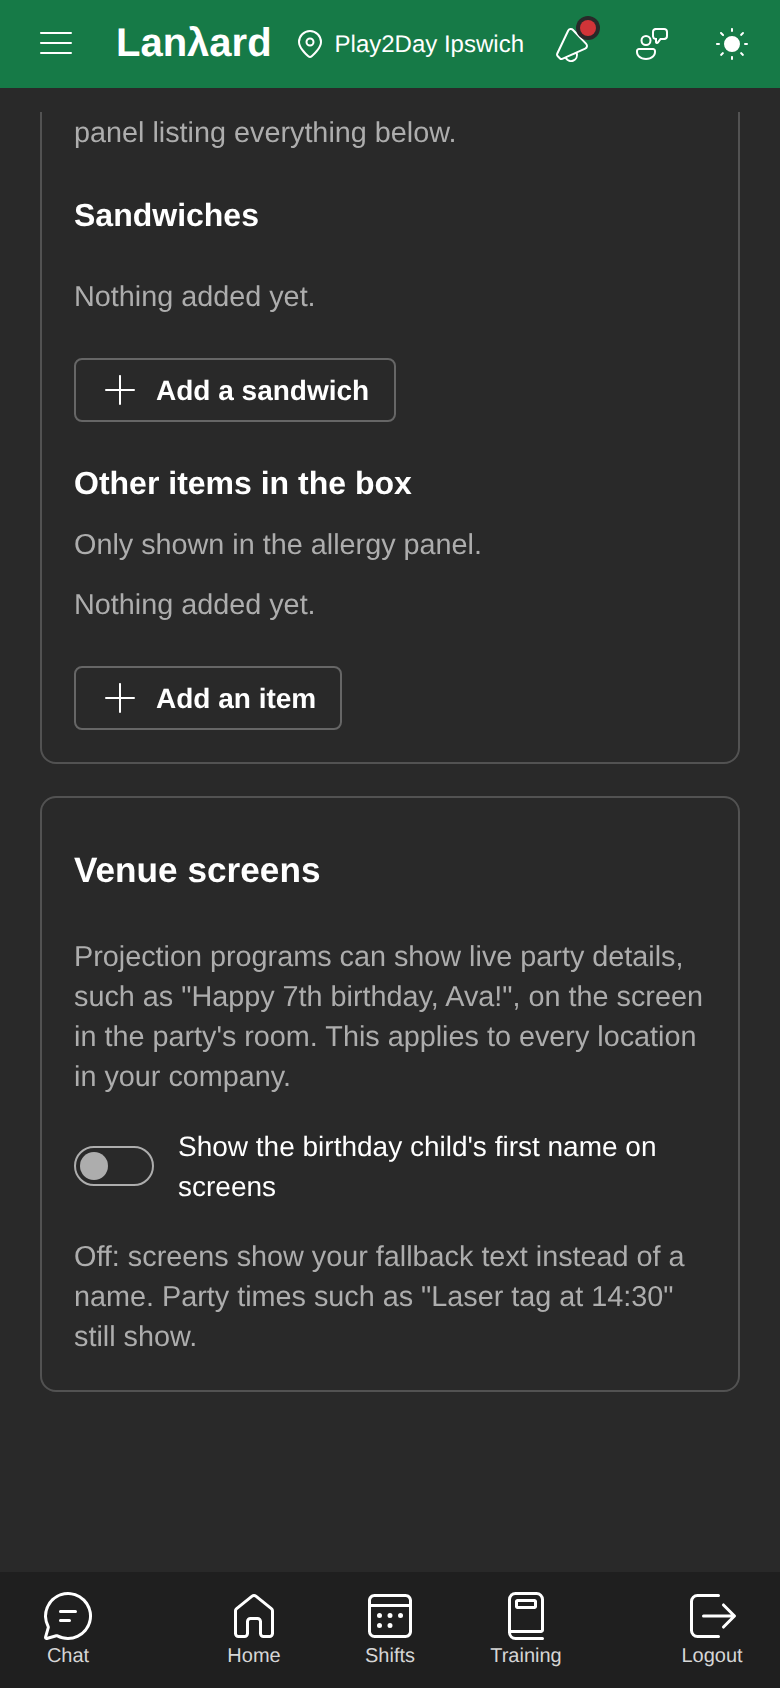 Lanλard
Play2Day Ipswich
panel listing everything below.
Sandwiches
Nothing added yet.
Add a sandwich
Other items in the box
Only shown in the allergy panel.
Nothing added yet.
Add an item
Venue screens
Projection programs can show live party details,
such as "Happy 7th birthday, Ava!", on the screen
in the party's room. This applies to every location
in your company.
Show the birthday child's first name on
screens
Off: screens show your fallback text instead of a
name. Party times such as "Laser tag at 14:30"
still show.
Chat
Home
Shifts
Training
Logout